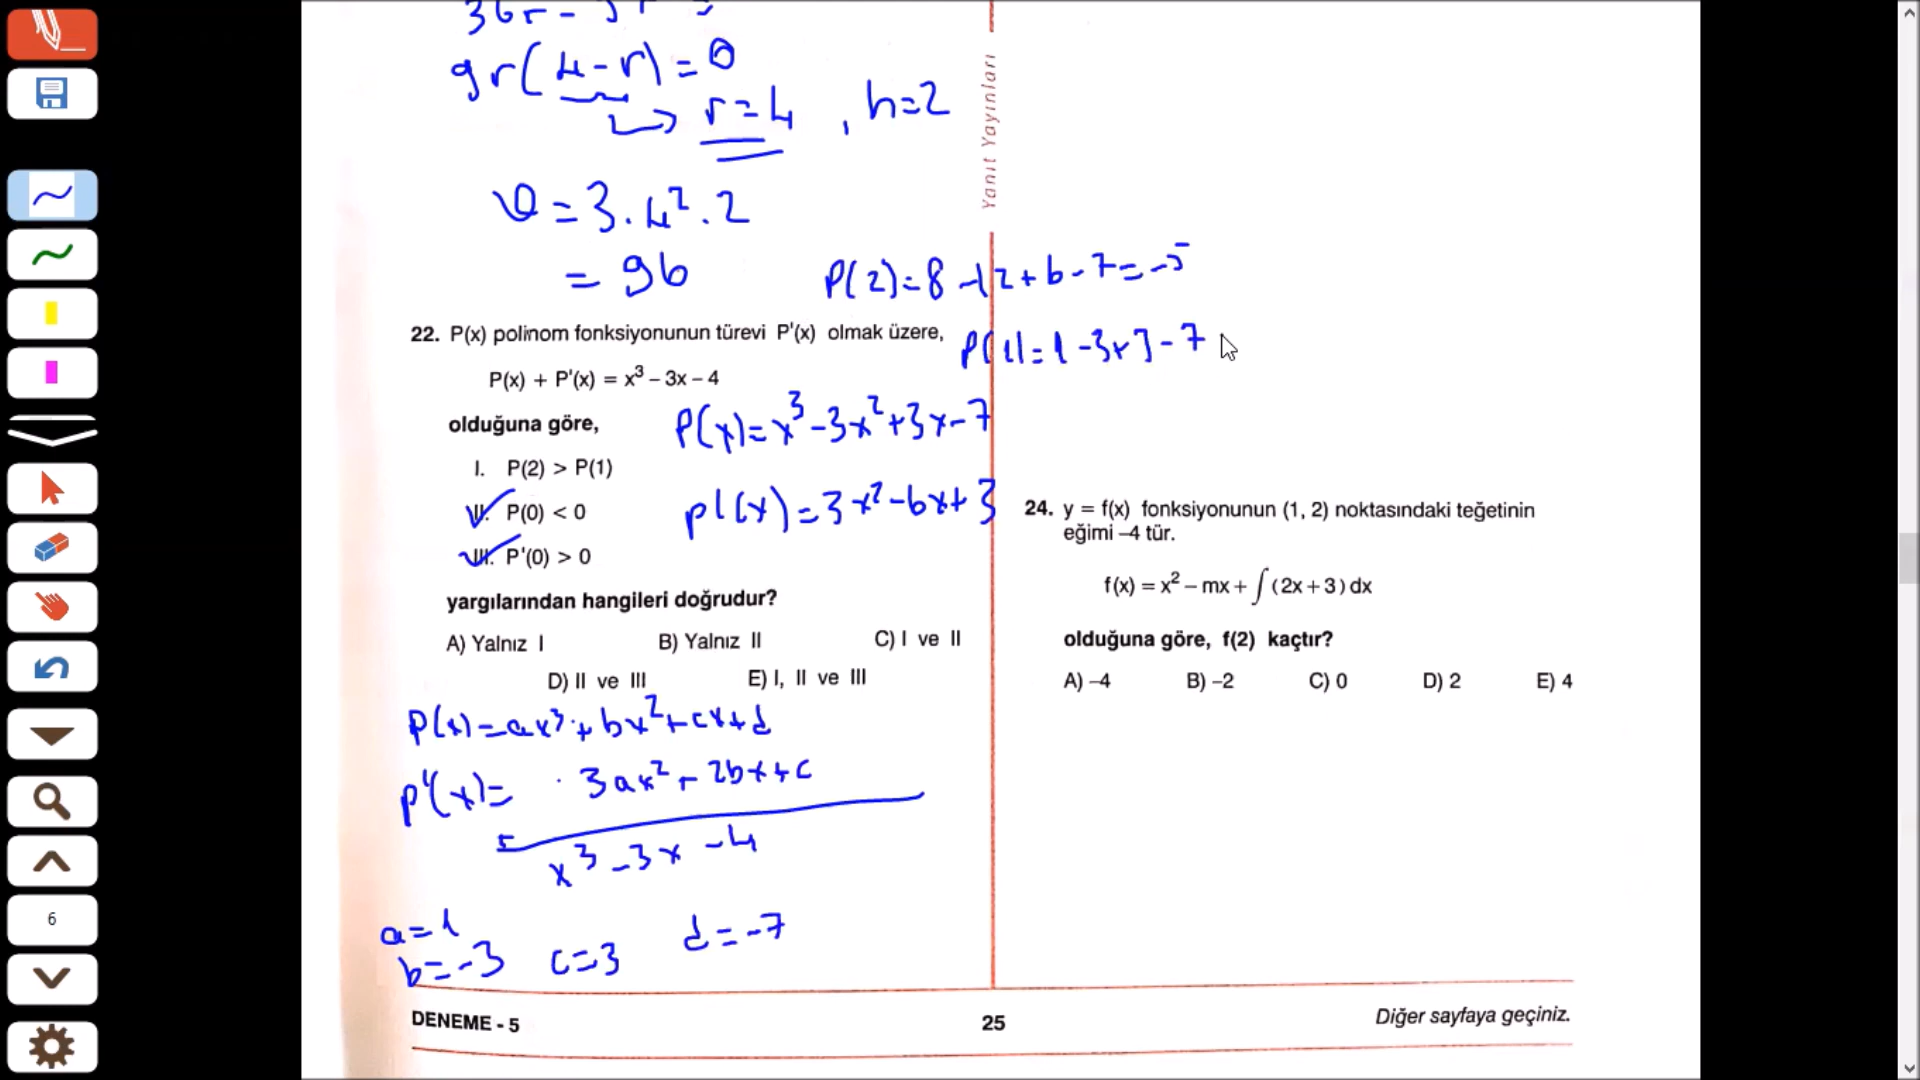 gr(4-r)=0
r=4, h=2
V=3.4².2
= 96
22. P(x) polinom fonksiyonunun türevi P'(x) olmak üzere,
P(x) + P'(x) = x³ – 3x – 4
olduğuna göre,
I. P(2) > P(1)
II. P(0) < 0
III. P'(0) > 0
yargılarından hangileri doğrudur?
A) Yalnız I B) Yalnız II C) I ve II
D) II ve III E) I, II ve III
P(x)=x³-3x²+3x-7
P'(x)=3x²-6x+3
P(x)=ax³+bx²+cx+d
P'(x)= 3ax²+2bx+c
x³-3x-4
a=1
b=-3 c=3 d=-7
Yanıt Yayınları
P(2)=8-12+6-7=-5
P(1)=1-3+3-7
24. y = f(x) fonksiyonunun (1, 2) noktasındaki teğetinin
eğimi –4 tür.
f(x) = x² – mx + ∫(2x+3)dx
olduğuna göre, f(2) kaçtır?
A) –4 B) –2 C) 0 D) 2 E) 4
DENEME - 5
25
Diğer sayfaya geçiniz.
6